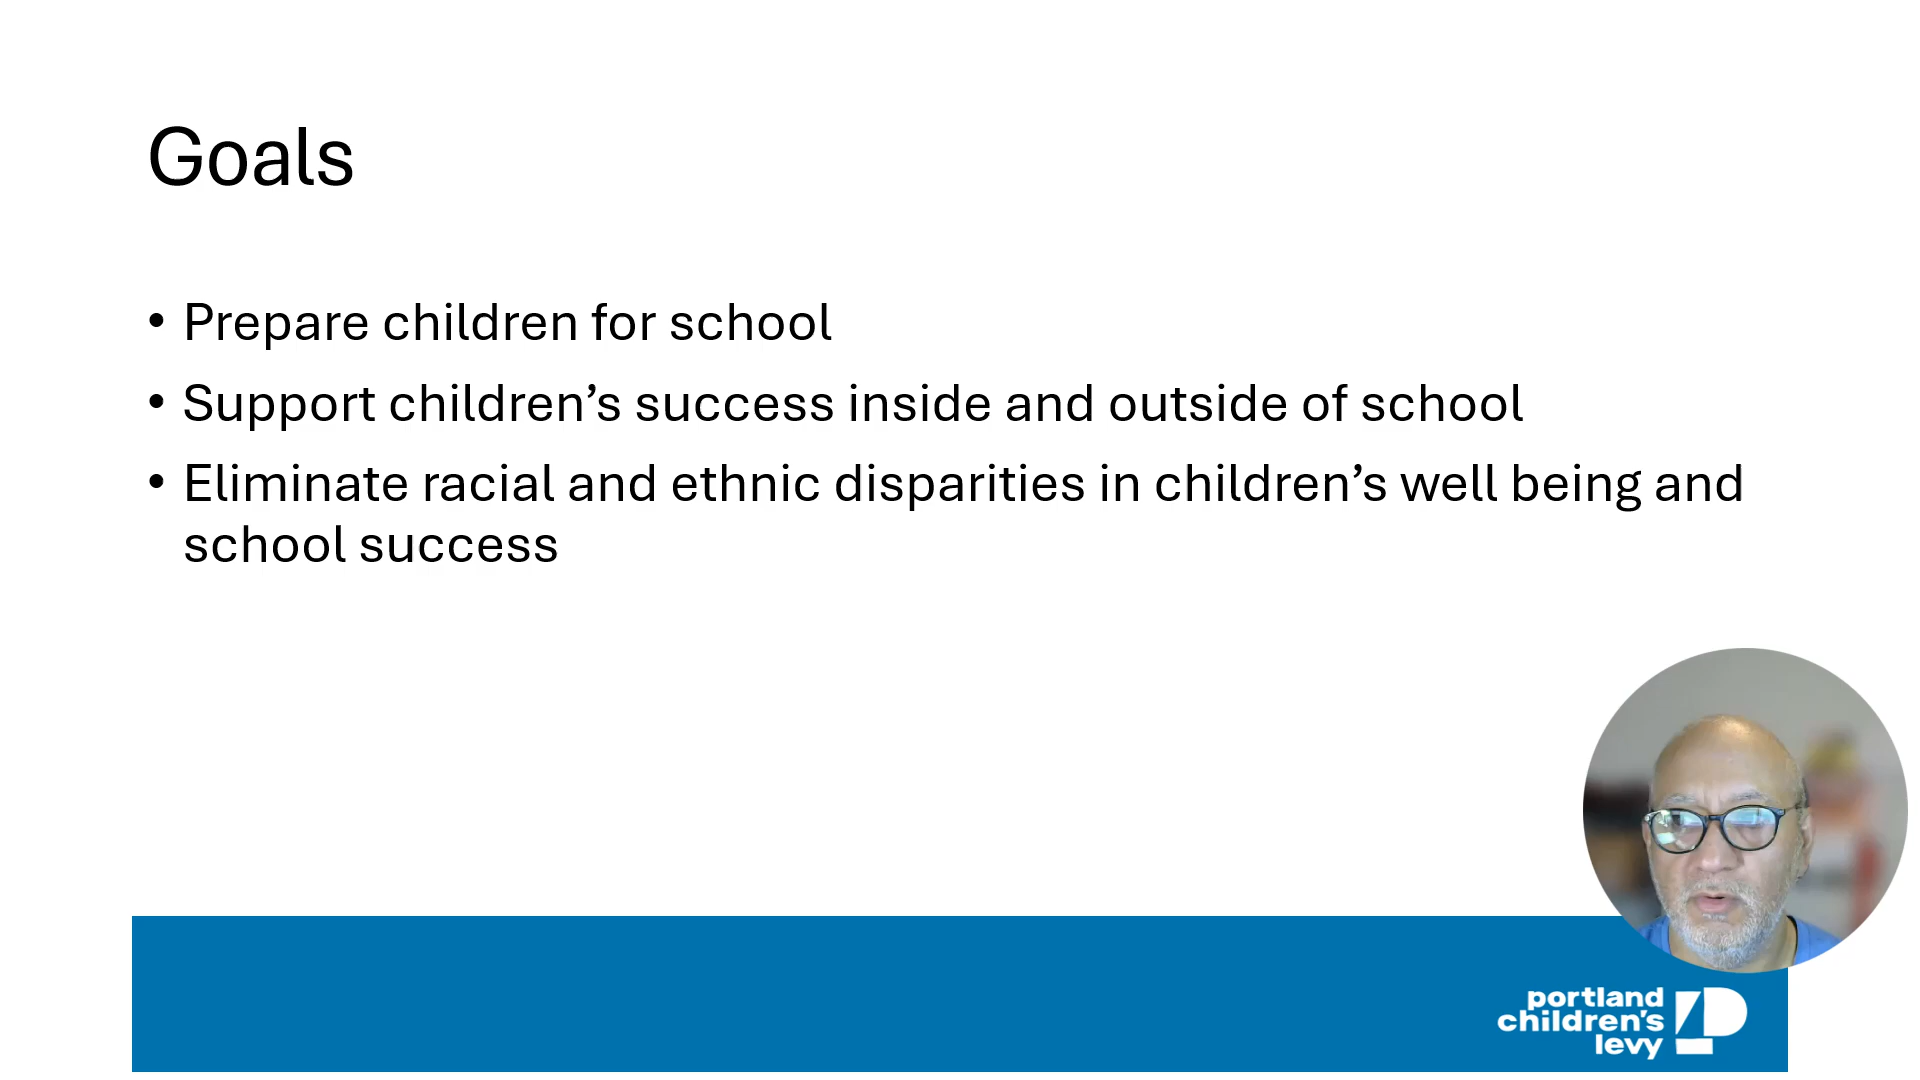 Goals
• Prepare children for school
• Support children’s success inside and outside of school
• Eliminate racial and ethnic disparities in children’s well being and
school success
portland
children's
levy